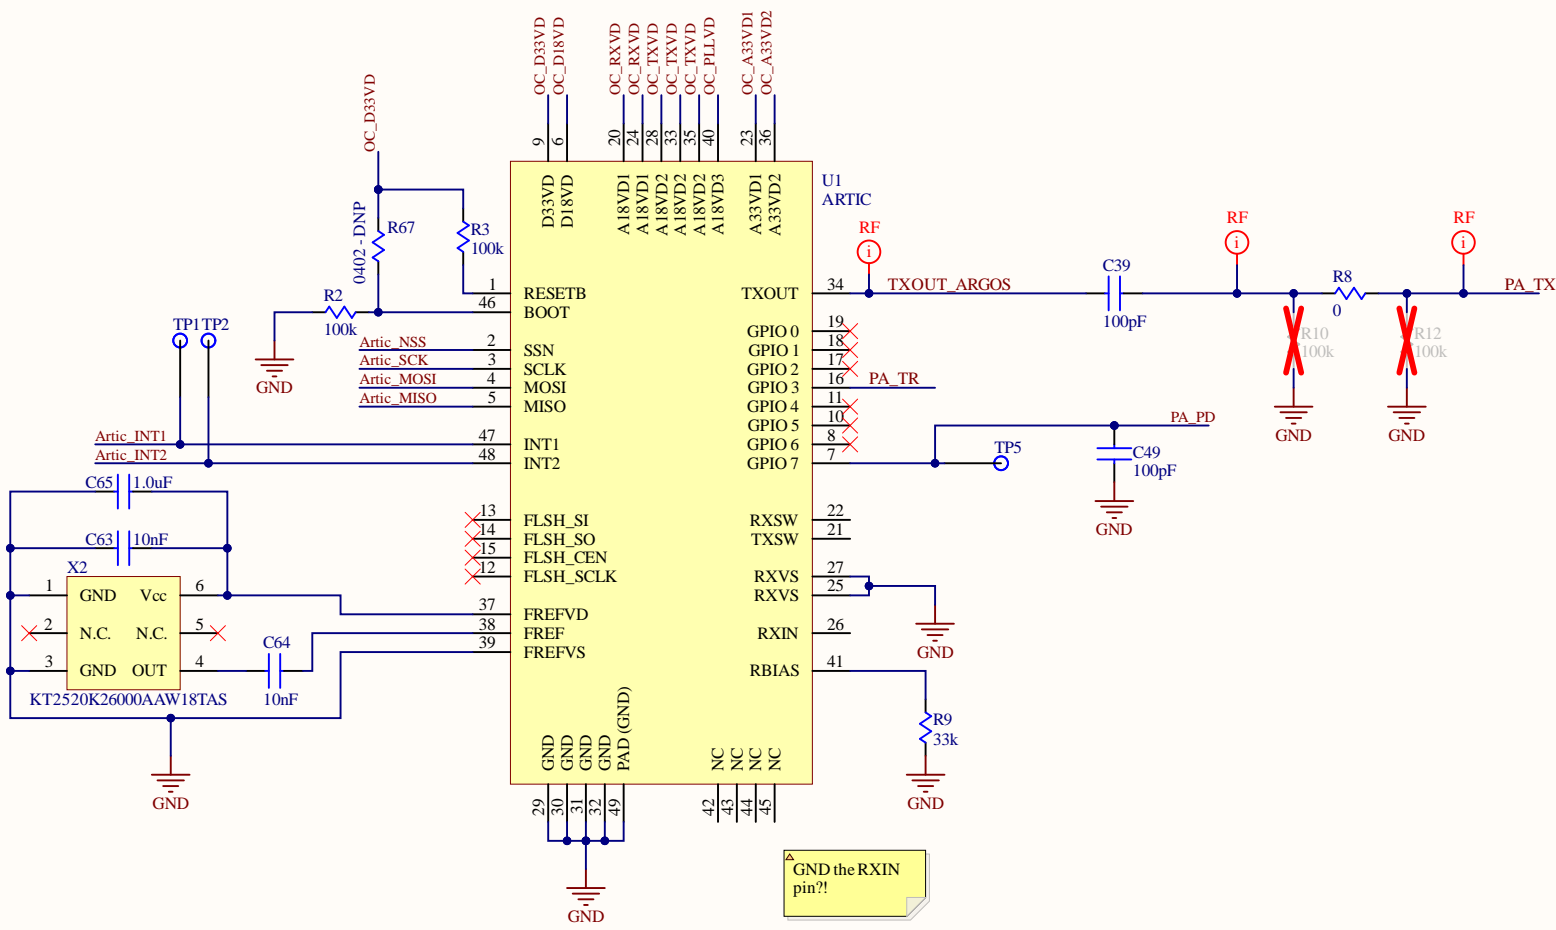 OC_D33VD
OC_D18VD
OC_RXVD
OC_RXVD
OC_TXVD
OC_TXVD
OC_TXVD
OC_PLLVD
OC_A33VD1
OC_A33VD2
9
6
20
24
28
33
35
40
23
36
D33VD
D18VD
A18VD1
A18VD1
A18VD2
A18VD2
A18VD2
A18VD3
A33VD1
A33VD2
U1
ARTIC
OC_D33VD
0402 - DNP
R67
R3
100k
R2
100k
GND
TP1
TP2
1
RESETB
46
BOOT
Artic_NSS
2
SSN
Artic_SCK
3
SCLK
Artic_MOSI
4
MOSI
Artic_MISO
5
MISO
Artic_INT1
47
INT1
Artic_INT2
48
INT2
13
FLSH_SI
14
FLSH_SO
15
FLSH_CEN
12
FLSH_SCLK
37
FREFVD
38
FREF
39
FREFVS
C65
1.0uF
C63
10nF
X2
1
GND
Vcc
6
2
N.C.
N.C.
5
3
GND
OUT
4
KT2520K26000AAW18TAS
C64
10nF
GND
TXOUT
34
TXOUT_ARGOS
RF
i
C39
100pF
RF
i
R8
0
RF
i
PA_TX
R10
100k
GND
R12
100k
GND
GPIO 0
19
GPIO 1
18
GPIO 2
17
GPIO 3
16
PA_TR
GPIO 4
11
GPIO 5
10
GPIO 6
8
GPIO 7
7
TP5
PA_PD
C49
100pF
GND
RXSW
22
TXSW
21
RXVS
27
RXVS
25
GND
RXIN
26
RBIAS
41
R9
33k
GND
GND
GND
GND
GND
PAD (GND)
NC
NC
NC
NC
29
30
31
32
49
42
43
44
45
GND
GND the RXIN
pin?!